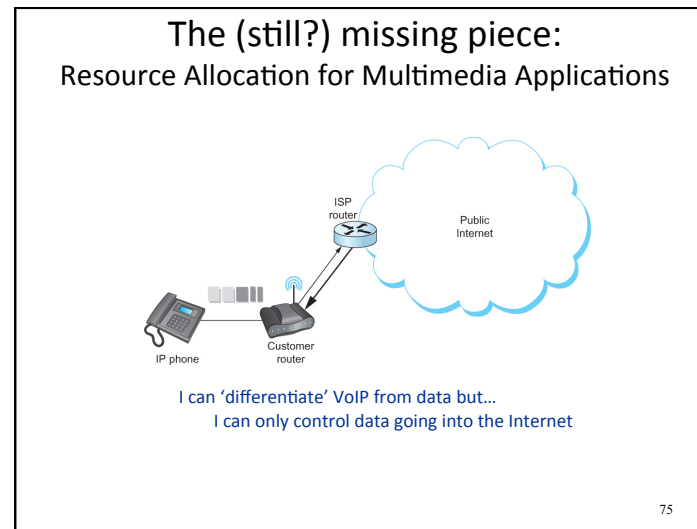 The (still?) missing piece:
Resource Allocation for Multimedia Applications
ISP
router
Public
Internet
IP phone
Customer
router
I can ‘differentiate’ VoIP from data but…
I can only control data going into the Internet
75